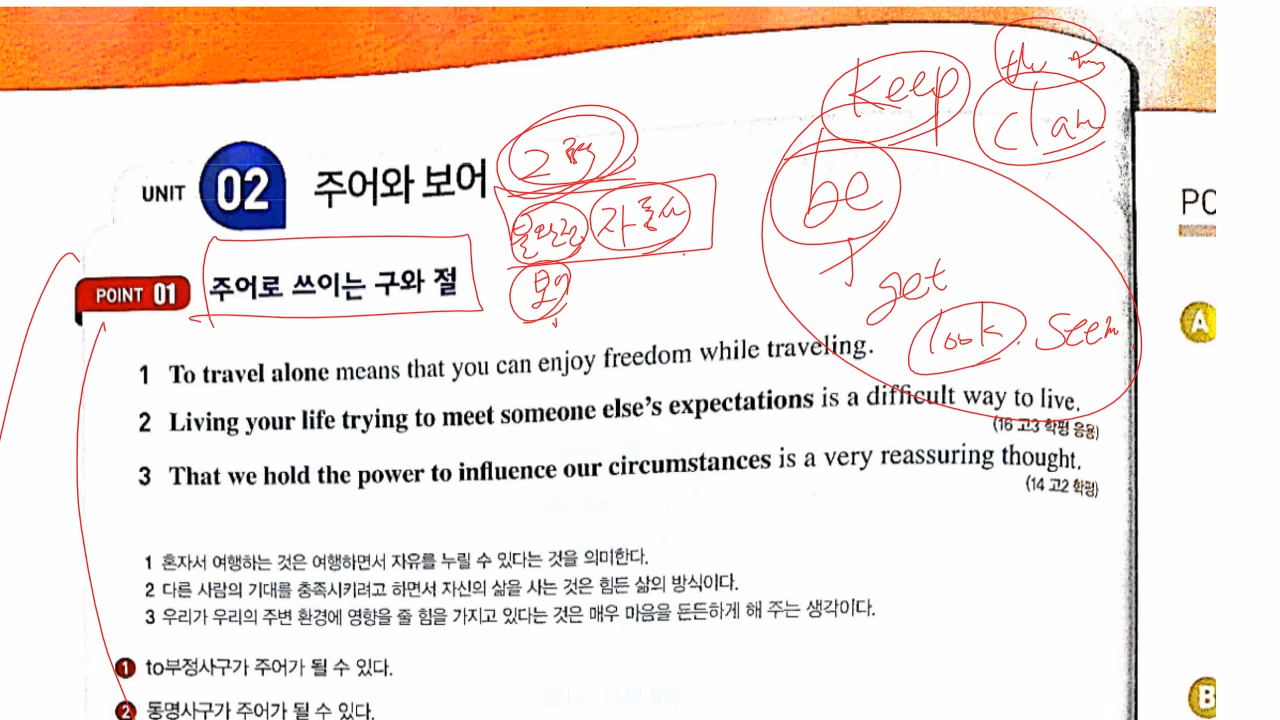 keep
clam
UNIT 02 주어와 보어
2형식
be
불완전 자동사
PO
POINT 01 주어로 쓰이는 구와 절
보어
get
look. seem
A
1 To travel alone means that you can enjoy freedom while traveling.
2 Living your life trying to meet someone else's expectations is a difficult way to live.
(16 고3 학평 응용)
3 That we hold the power to influence our circumstances is a very reassuring thought.
(14 고2 학평)
1 혼자서 여행하는 것은 여행하면서 자유를 누릴 수 있다는 것을 의미한다.
2 다른 사람의 기대를 충족시키려고 하면서 자신의 삶을 사는 것은 힘든 삶의 방식이다.
3 우리가 우리의 주변 환경에 영향을 줄 힘을 가지고 있다는 것은 매우 마음을 든든하게 해 주는 생각이다.
1 to부정사구가 주어가 될 수 있다.
B
2 동명사구가 주어가 될 수 있다.